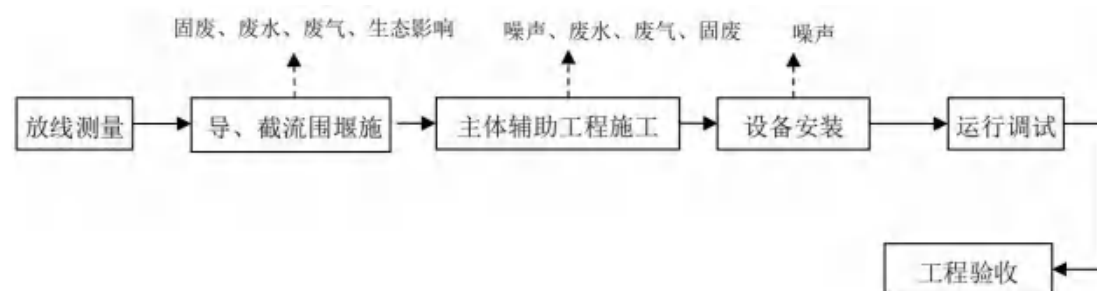 固废、废水、废气、生态影响
噪声、废水、废气、固废
噪声
放线测量
导、截流围堰施
主体辅助工程施工
设备安装
运行调试
工程验收